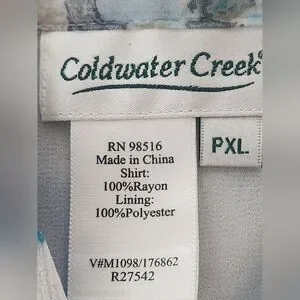 Coldwater Creek®
PXL
RN 98516
Made in China
Shirt:
100%Rayon
Lining:
100%Polyester
V#M1098/176862
R27542